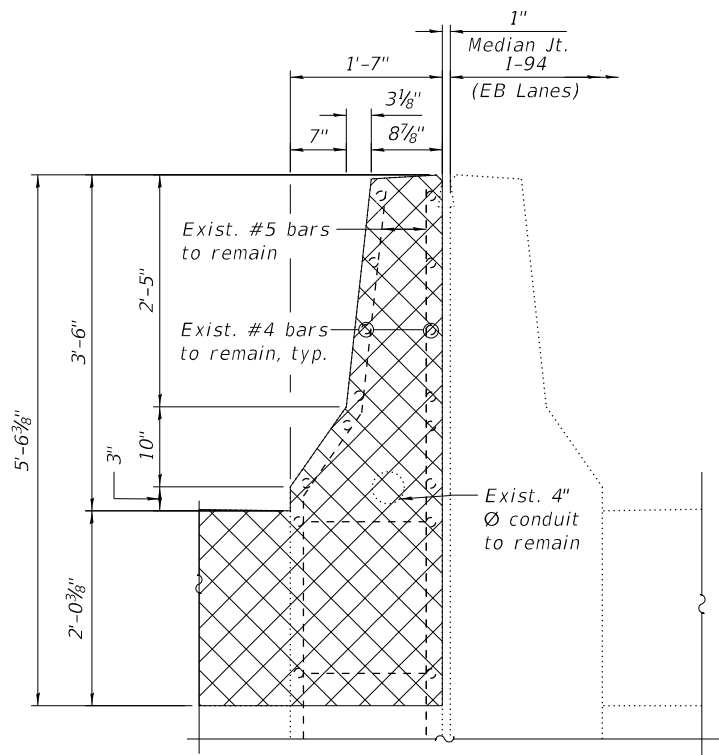 1"
Median Jt.
1'-7"
I-94
(EB Lanes)
3⅛"
7"
8⅞"
Exist. #5 bars
to remain
2'-5"
3'-6"
Exist. #4 bars
to remain, typ.
5'-6⅜"
10"
3"
Exist. 4"
Ø conduit
to remain
2'-0⅜"